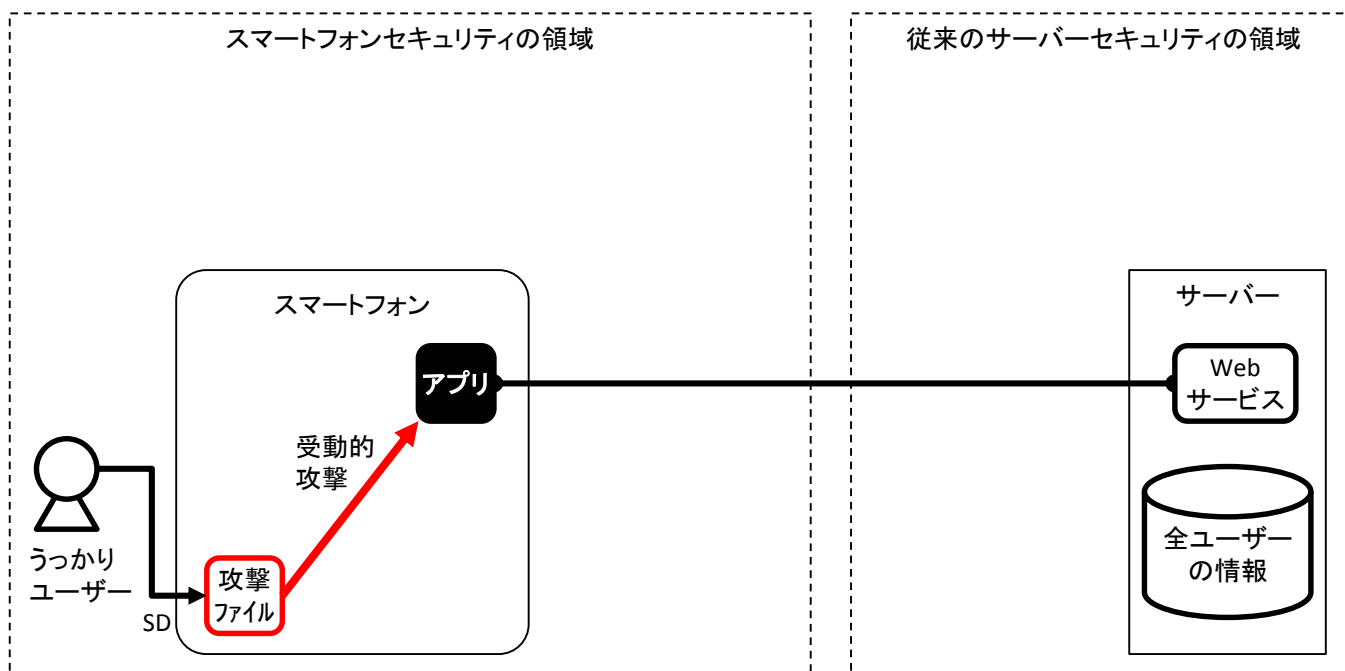 スマートフォンセキュリティの領域
従来のサーバーセキュリティの領域
スマートフォン
サーバー
アプリ
Web
サービス
受動的
攻撃
うっかり
ユーザー
SD
攻撃
ファイル
全ユーザー
の情報